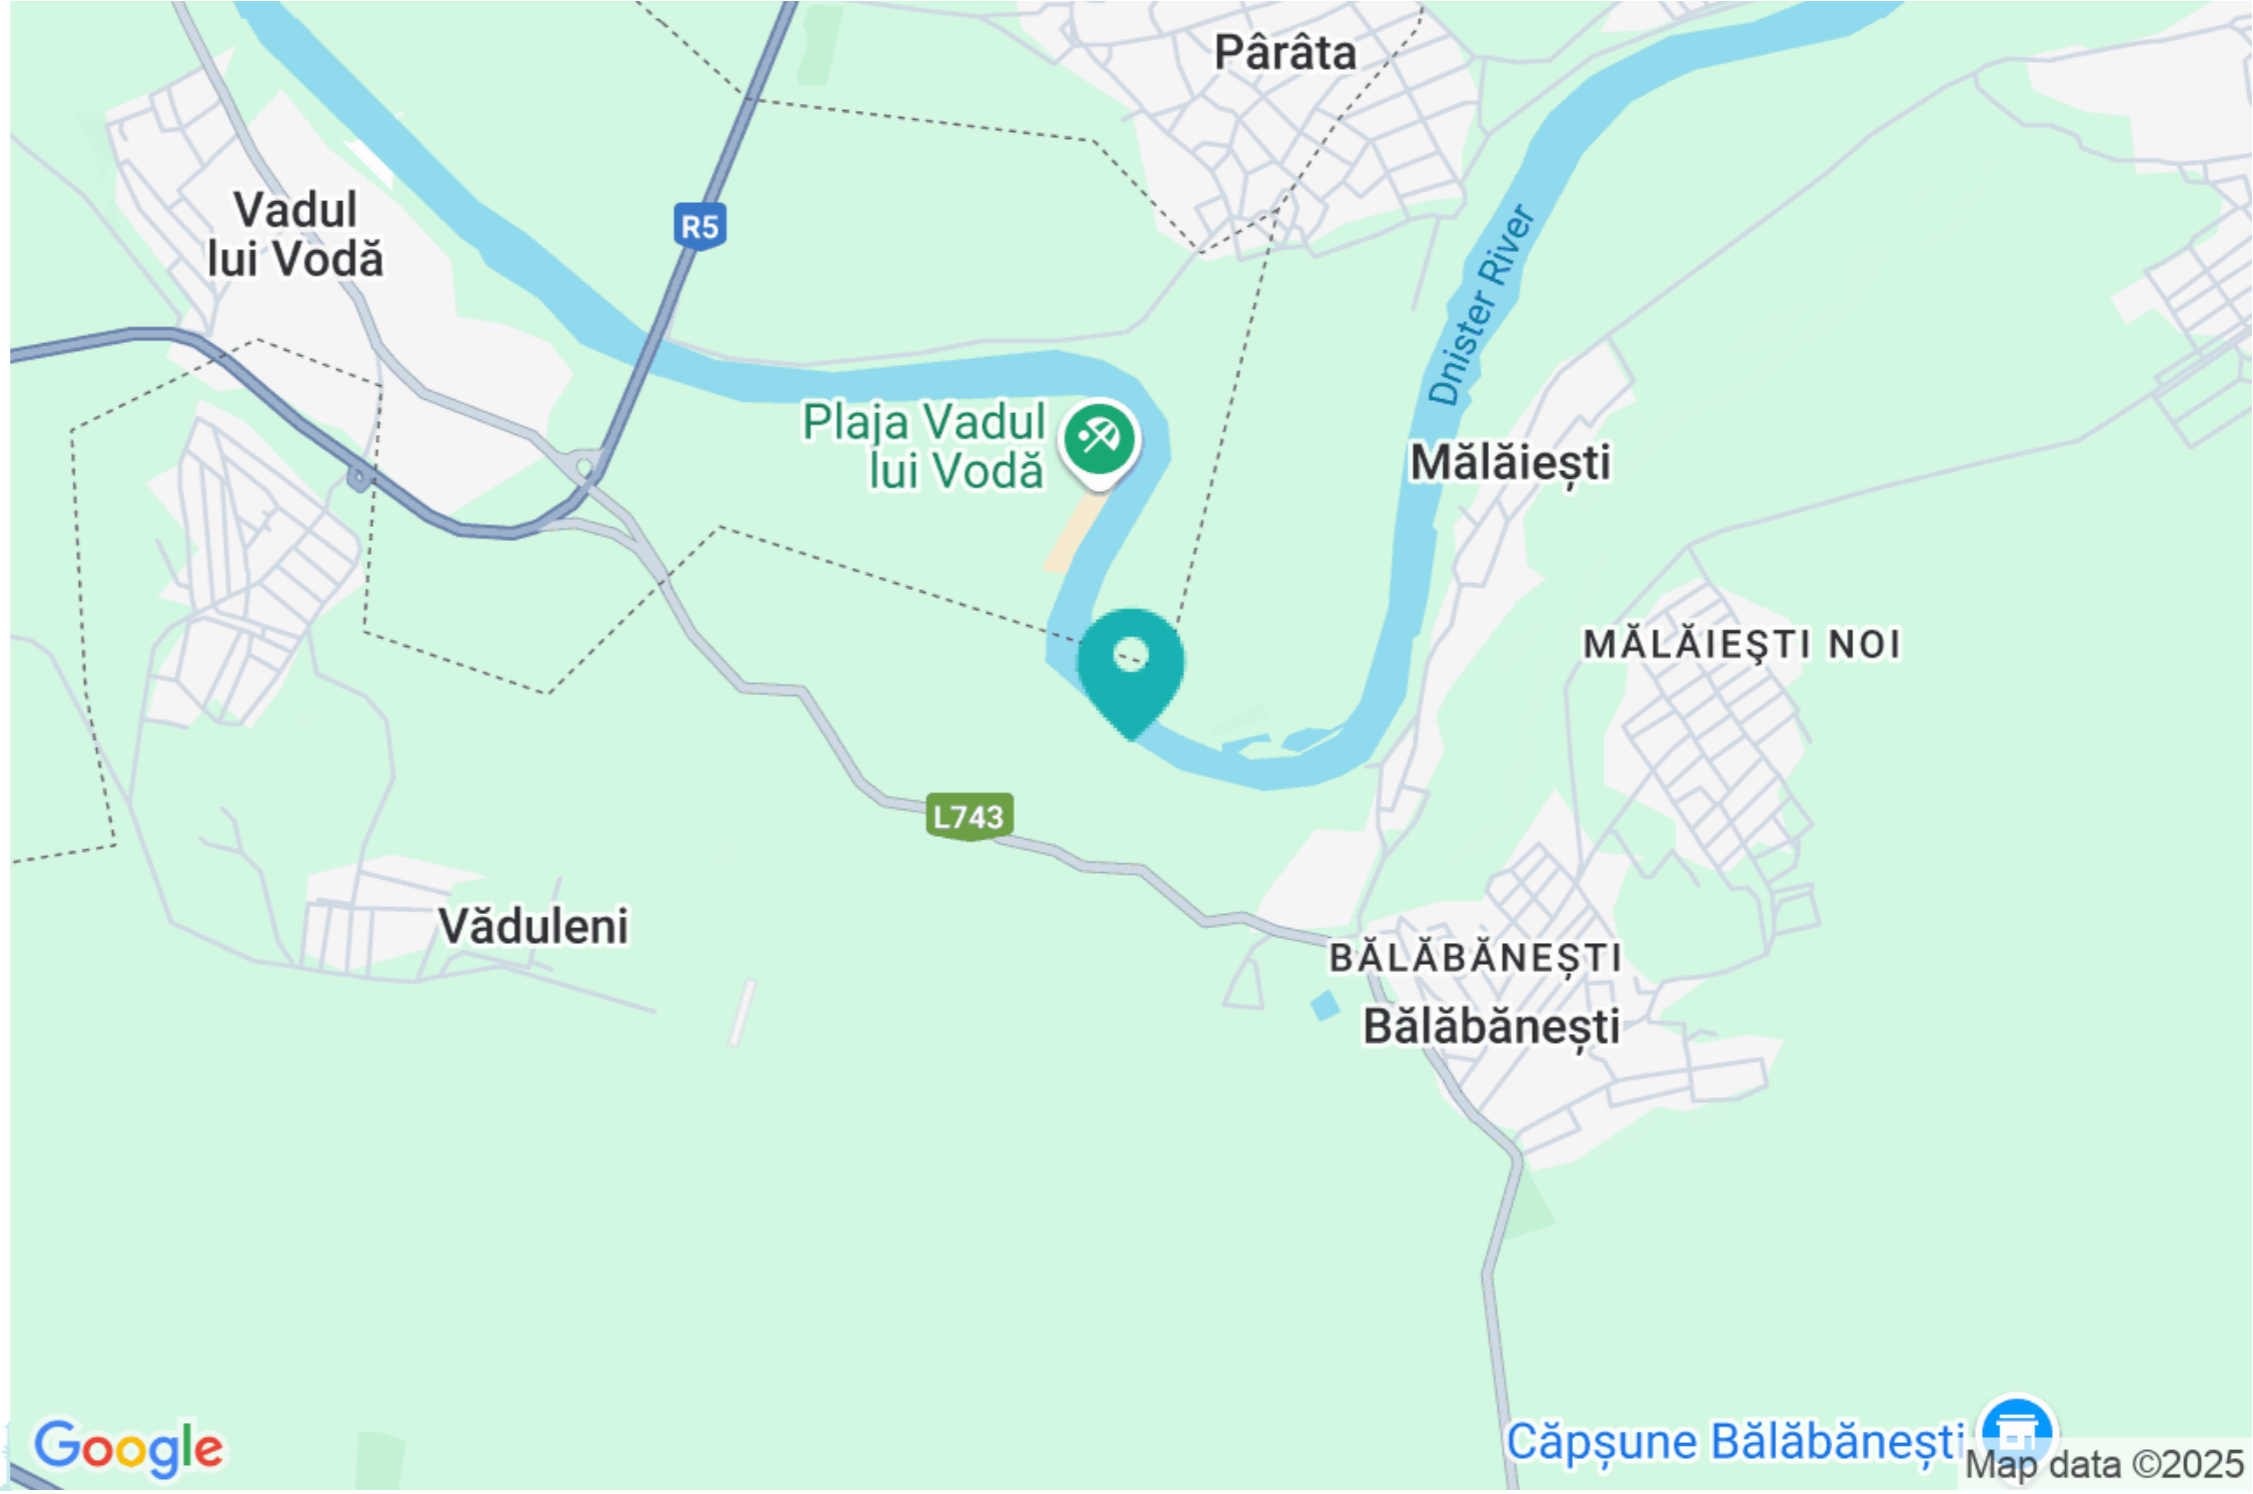 Pârâta
Vadul
lui Vodă
R5
Dnister River
Plaja Vadul
lui Vodă
Mălăiești
MĂLĂIEŞTI NOI
L743
Văduleni
BĂLĂBĂNEȘTI
Bălăbănești
Căpșune Bălăbănești
Google
Map data ©2025